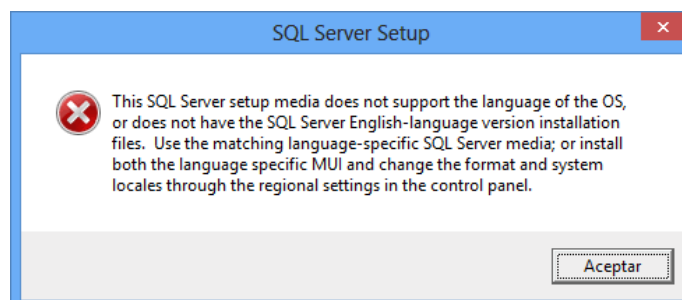 SQL Server Setup
This SQL Server setup media does not support the language of the OS,
or does not have the SQL Server English-language version installation
files.  Use the matching language-specific SQL Server media; or install
both the language specific MUI and change the format and system
locales through the regional settings in the control panel.
Aceptar